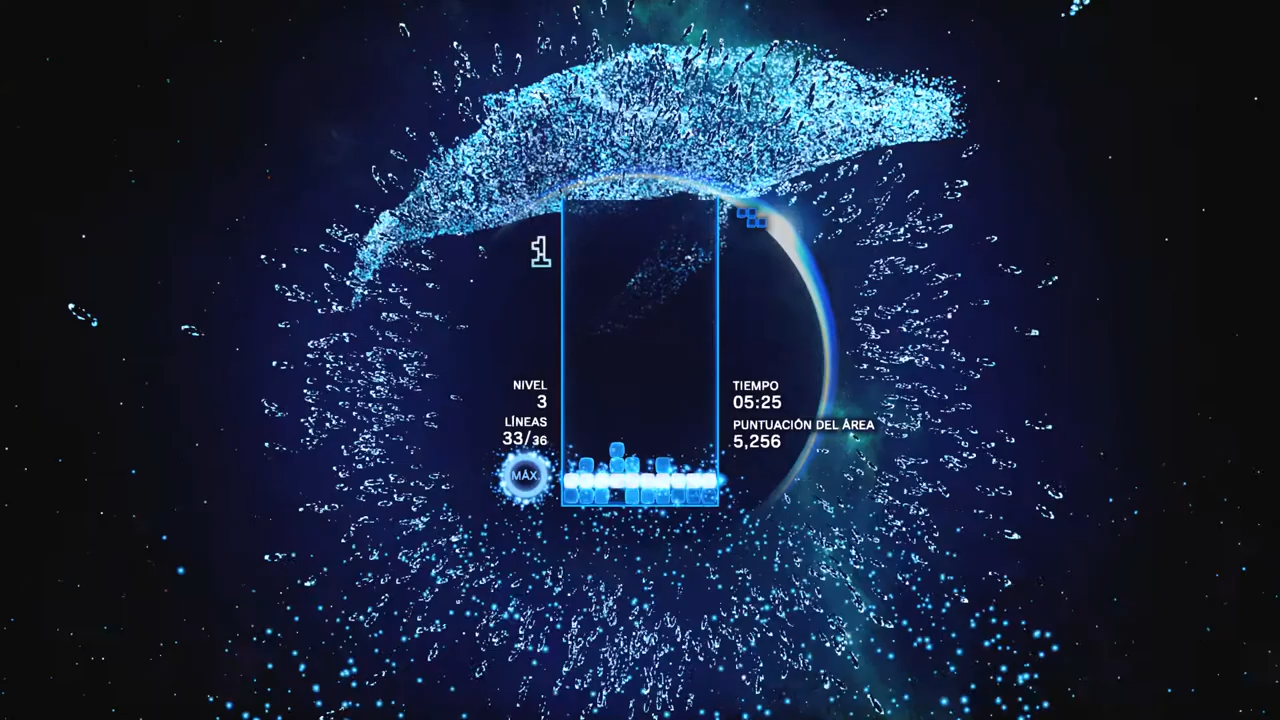 1
NIVEL
3
LÍNEAS
33/36
MÁX.
TIEMPO
05:25
PUNTUACIÓN DEL ÁREA
5,256